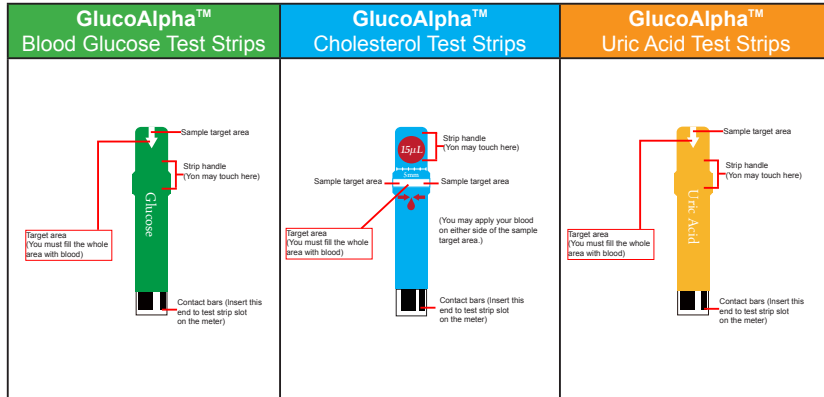 GlucoAlpha™
Blood Glucose Test Strips
Sample target area
Strip handle
(Yon may touch here)
Glucose
Target area
(You must fill the whole
area with blood)
Contact bars (Insert this
end to test strip slot
on the meter)
GlucoAlpha™
Cholesterol Test Strips
Strip handle
(Yon may touch here)
15µL
5mm
Sample target area
Sample target area
(You may apply your blood
on either side of the sample
target area.)
Target area
(You must fill the whole
area with blood)
Contact bars (Insert this
end to test strip slot
on the meter)
GlucoAlpha™
Uric Acid Test Strips
Sample target area
Strip handle
(Yon may touch here)
Uric Acid
Target area
(You must fill the whole
area with blood)
Contact bars (Insert this
end to test strip slot
on the meter)